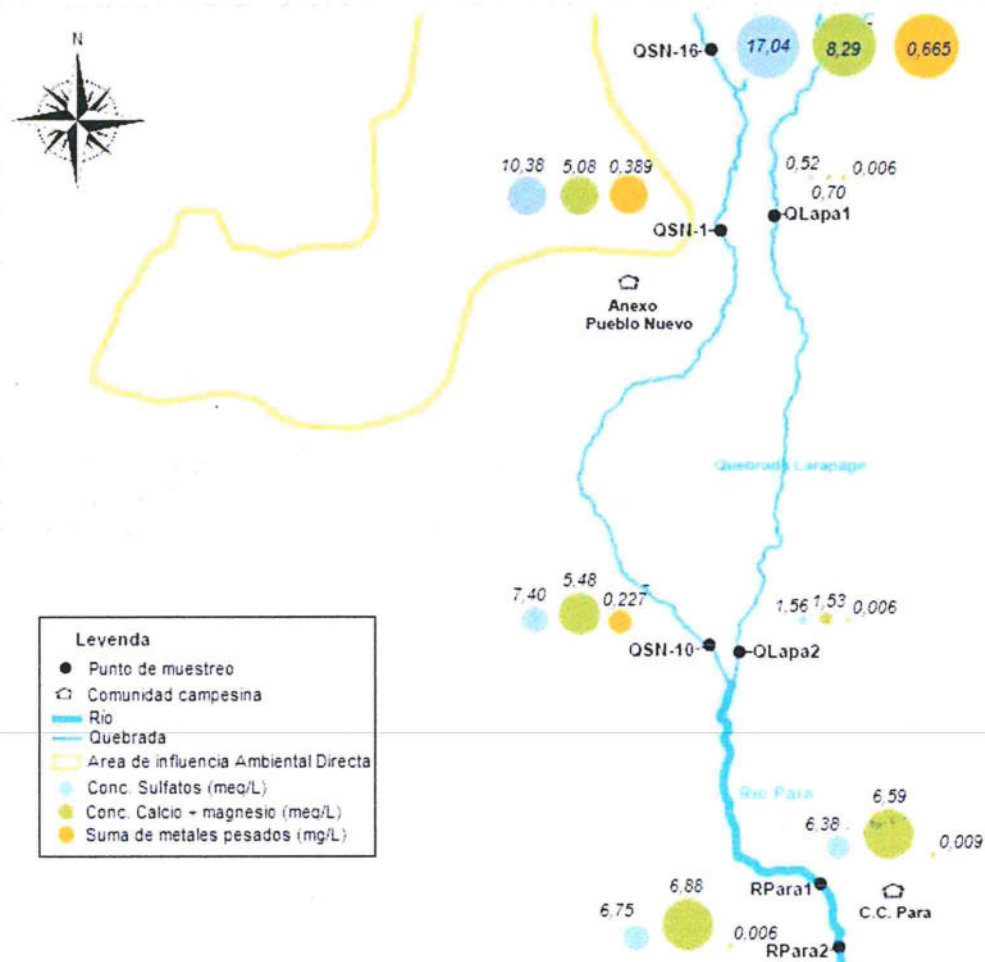 N
QSN-16
17,04
8,29
0,665
10,38 5,08 0,389
0,52
0,006
0,70
QLapa1
QSN-1
Anexo
Pueblo Nuevo
Quebrada Larapage
7,40
5,48
0,227
1,56 1,53
0,006
QSN-10
QLapa2
Leyenda
Punto de muestreo
Comunidad campesina
Río
Quebrada
Area de influencia Ambiental Directa
Conc. Sulfatos (meq/L)
Conc. Calcio + magnesio (meq/L)
Suma de metales pesados (mg/L)
Rio Para
6,59
6,38
0,009
RPara1
C.C. Para
6,88
6,75
0,006
RPara2